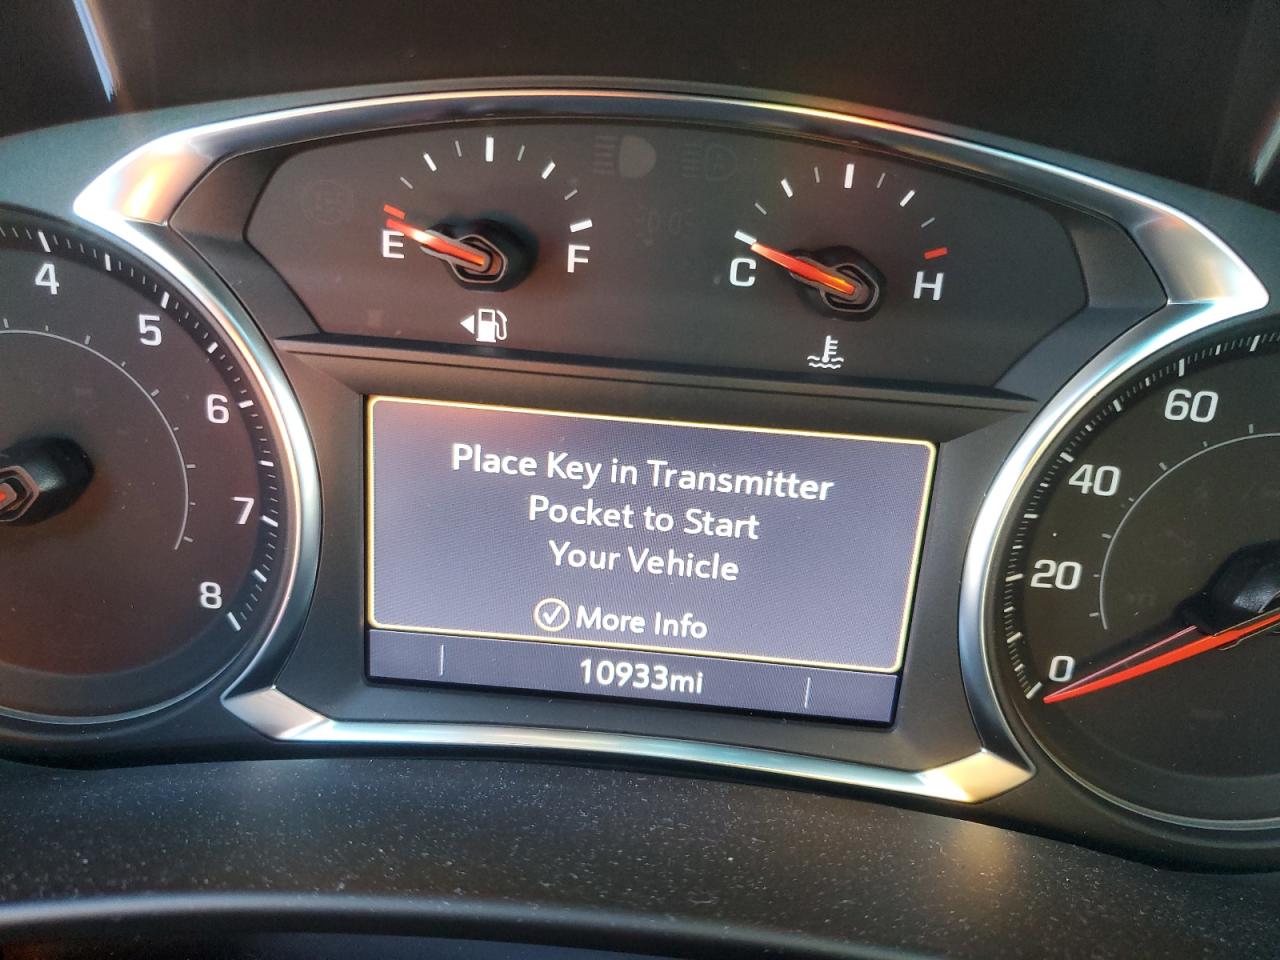 E
F
C
H
4
5
6
7
8
60
40
20
0
Place Key in Transmitter
Pocket to Start
Your Vehicle
More Info
10933mi